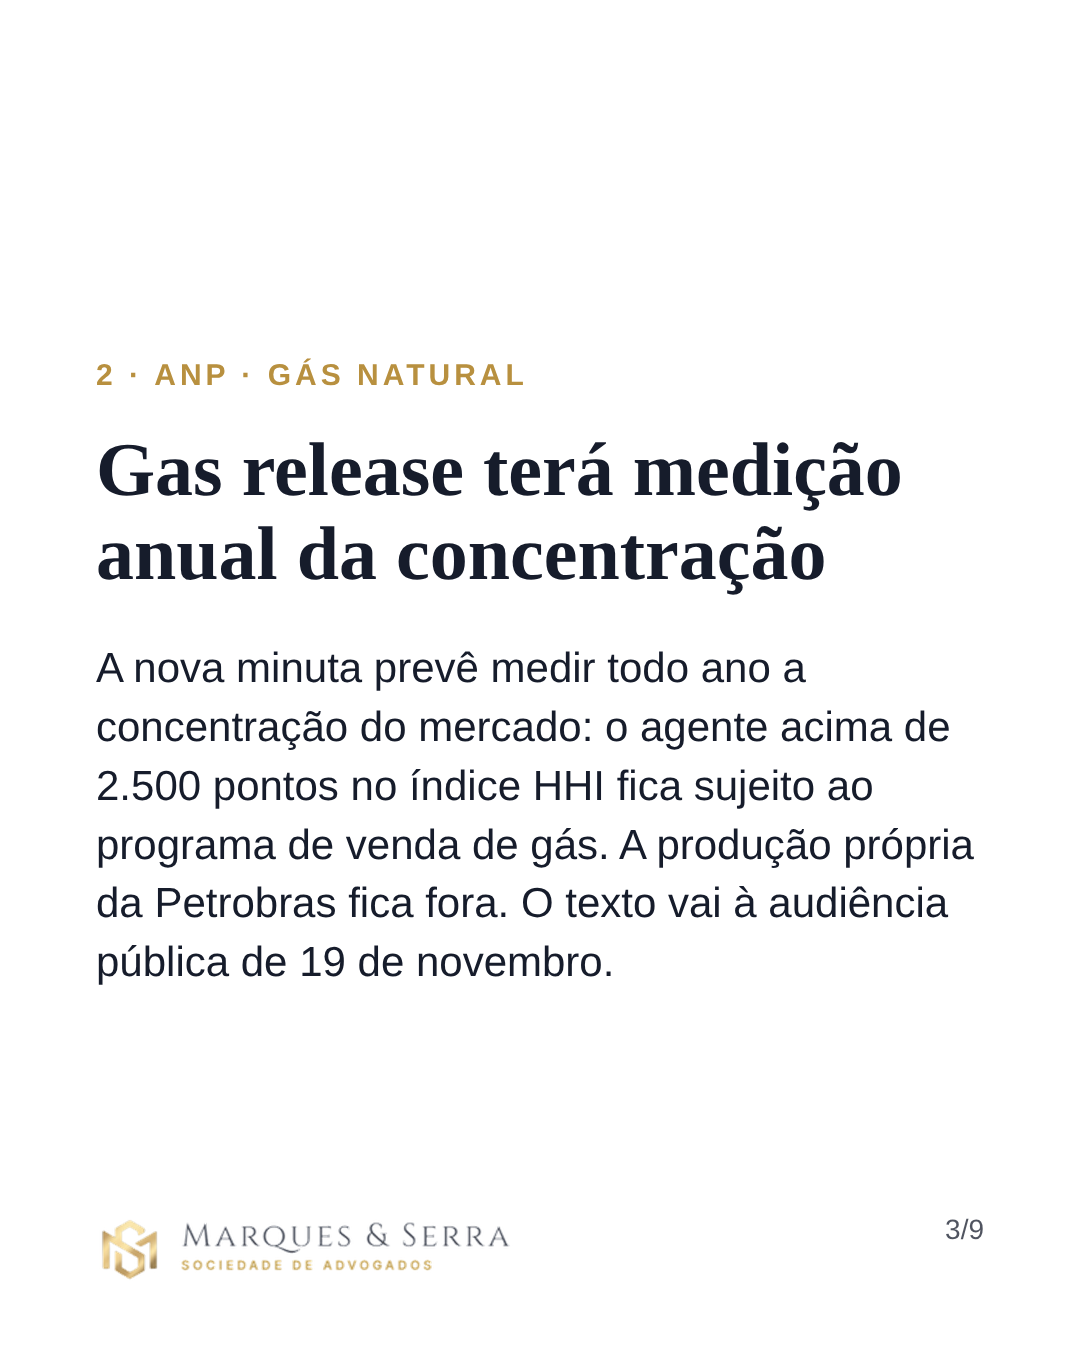 2 · ANP · GÁS NATURAL
Gas release terá medição
anual da concentração
A nova minuta prevê medir todo ano a
concentração do mercado: o agente acima de
2.500 pontos no índice HHI fica sujeito ao
programa de venda de gás. A produção própria
da Petrobras fica fora. O texto vai à audiência
pública de 19 de novembro.
MARQUES & SERRA
SOCIEDADE DE ADVOGADOS
3/9